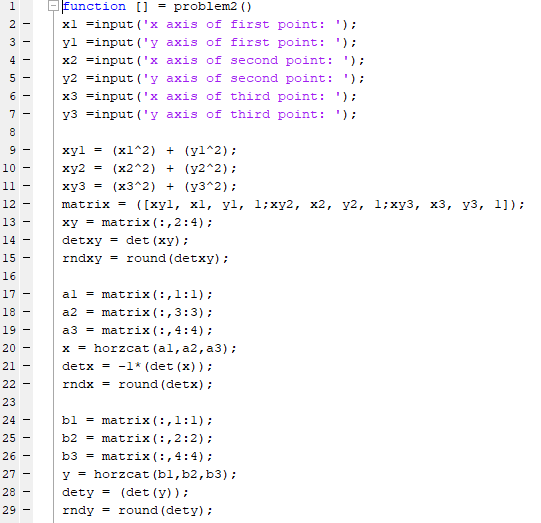 1 function [] = problem2()
2 x1 =input('x axis of first point: ');
3 y1 =input('y axis of first point: ');
4 x2 =input('x axis of second point: ');
5 y2 =input('y axis of second point: ');
6 x3 =input('x axis of third point: ');
7 y3 =input('y axis of third point: ');
8
9 xy1 = (x1^2) + (y1^2);
10 xy2 = (x2^2) + (y2^2);
11 xy3 = (x3^2) + (y3^2);
12 matrix = ([xy1, x1, y1, 1;xy2, x2, y2, 1;xy3, x3, y3, 1]);
13 xy = matrix(:,2:4);
14 detxy = det(xy);
15 rndxy = round(detxy);
16
17 a1 = matrix(:,1:1);
18 a2 = matrix(:,3:3);
19 a3 = matrix(:,4:4);
20 x = horzcat(a1,a2,a3);
21 detx = -1*(det(x));
22 rndx = round(detx);
23
24 b1 = matrix(:,1:1);
25 b2 = matrix(:,2:2);
26 b3 = matrix(:,4:4);
27 y = horzcat(b1,b2,b3);
28 dety = (det(y));
29 rndy = round(dety);